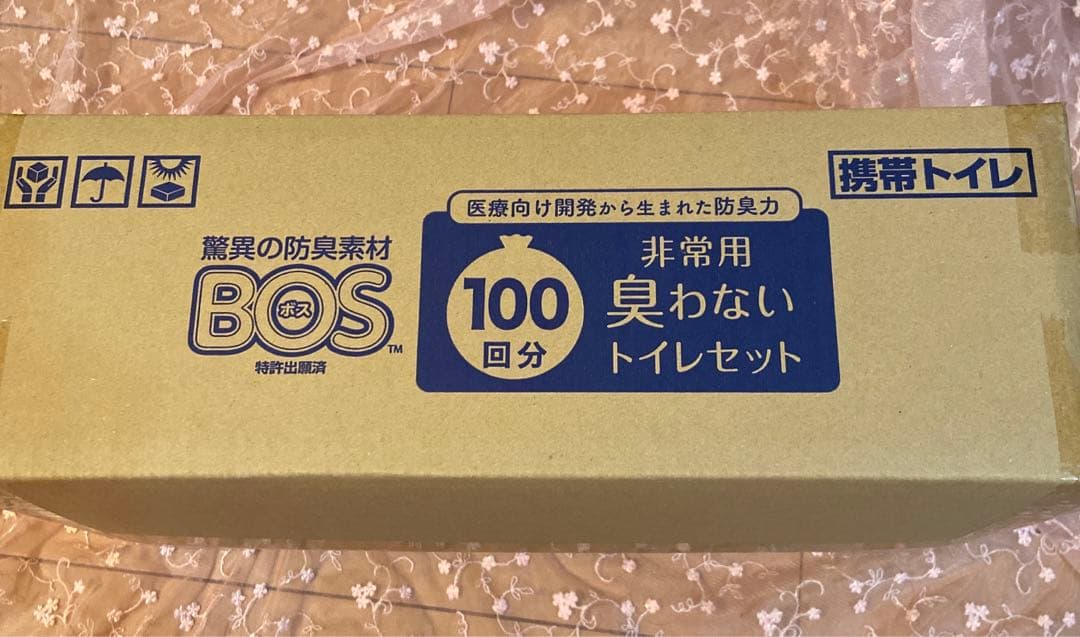 携帯トイレ
驚異の防臭素材
BOS
ボス
TM
特許出願済
医療向け開発から生まれた防臭力
100
回分
非常用
臭わない
トイレセット